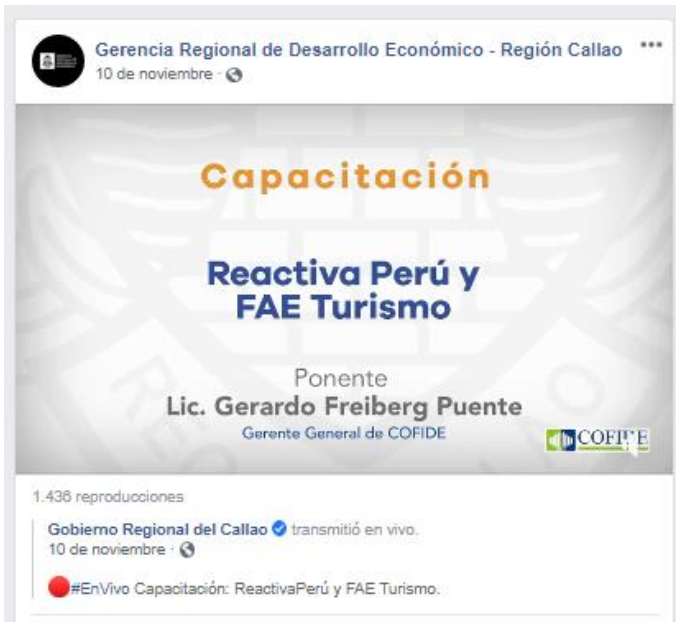 Gerencia Regional de Desarrollo Económico - Región Callao
10 de noviembre ·
Capacitación
Reactiva Perú y
FAE Turismo
Ponente
Lic. Gerardo Freiberg Puente
Gerente General de COFIDE
COFIDE
1.436 reproducciones
Gobierno Regional del Callao transmitió en vivo.
10 de noviembre ·
#EnVivo Capacitación: ReactivaPerú y FAE Turismo.